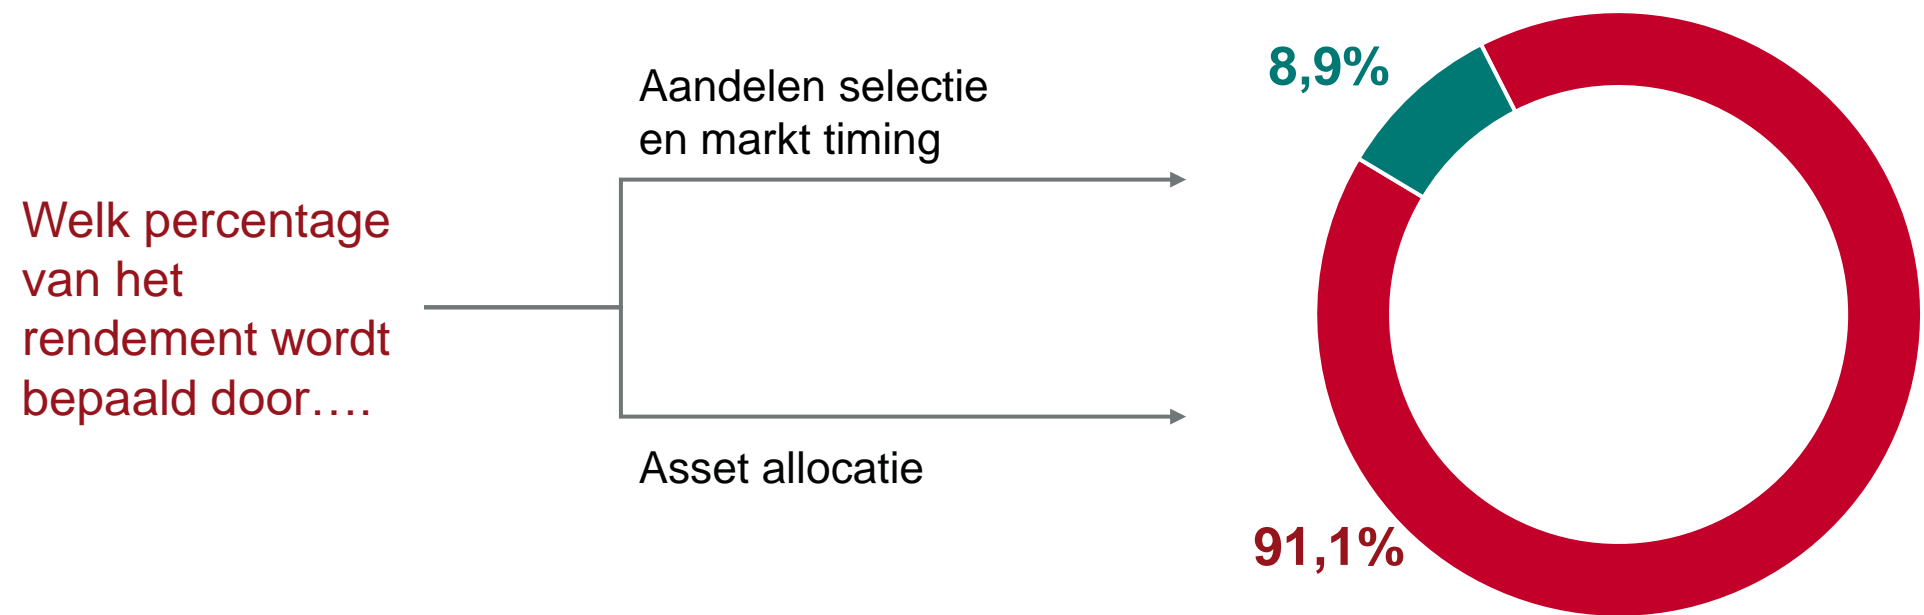 Welk percentage
van het
rendement wordt
bepaald door….
Aandelen selectie
en markt timing
Asset allocatie
8,9%
91,1%